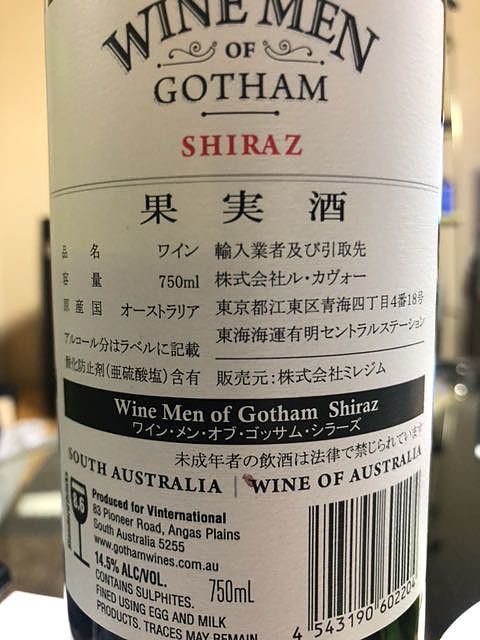 WINE MEN
OF
GOTHAM
SHIRAZ
果実酒
品名 ワイン
容量 750ml
原産国 オーストラリア
アルコール分はラベルに記載
酸化防止剤(亜硫酸塩)含有
輸入業者及び引取先
株式会社ル・カヴォー
東京都江東区青海四丁目4番18号
東海海運有明セントラルステーション
販売元:株式会社ミレジム
Wine Men of Gotham Shiraz
ワイン・メン・オブ・ゴッサム・シラーズ
未成年者の飲酒は法律で禁じられています
SOUTH AUSTRALIA | WINE OF AUSTRALIA
8.6
Produced for Vinternational
83 Pioneer Road, Angas Plains
South Australia 5255
www.gothamwines.com.au
14.5% ALC/VOL.
750ml
CONTAINS SULPHITES.
FINED USING EGG AND MILK
PRODUCTS. TRACES MAY REMAIN
4 543190 602204